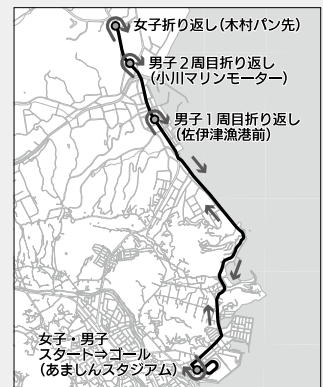 女子折り返し(木村パン先)
男子2周目折り返し
(小川マリンモーター)
男子1周目折り返し
(佐伊津漁港前)
女子・男子
スタート⇒ゴール
(あましんスタジアム)